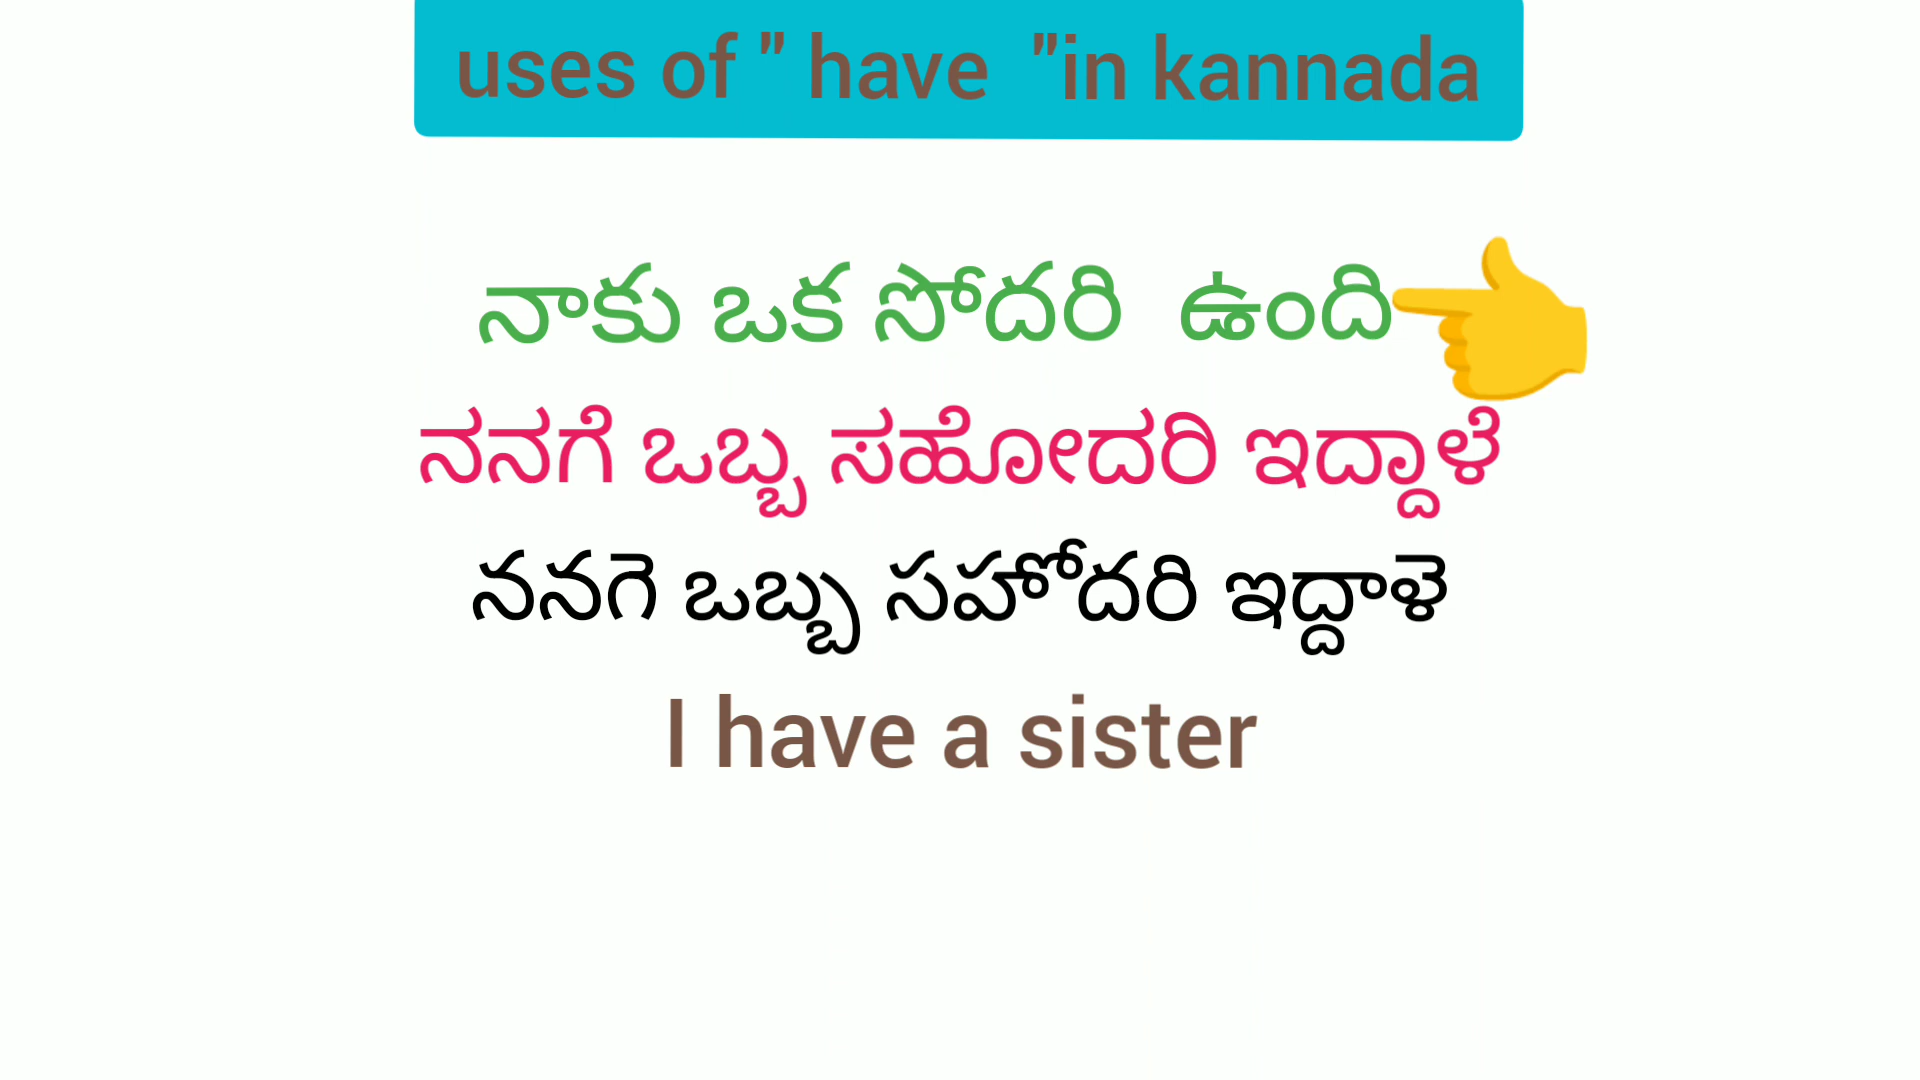 uses of " have "in kannada
నాకు ఒక సోదరి ఉంది
ನನಗೆ ಒಬ್ಬ ಸಹೋದರಿ ಇದ್ದಾಳೆ
ననగె ఒబ్బ సహోదరి ఇద్దాళె
I have a sister